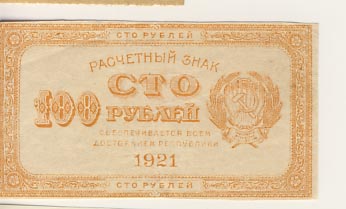 СТО РУБЛЕЙ
РАСЧЕТНЫЙ ЗНАК
СТО
100 РУБЛЕЙ
ОБЕСПЕЧИВАЕТСЯ ВСЕМ
ДОСТОЯНИЕМ РЕСПУБЛИКИ
1921
СТО РУБЛЕЙ